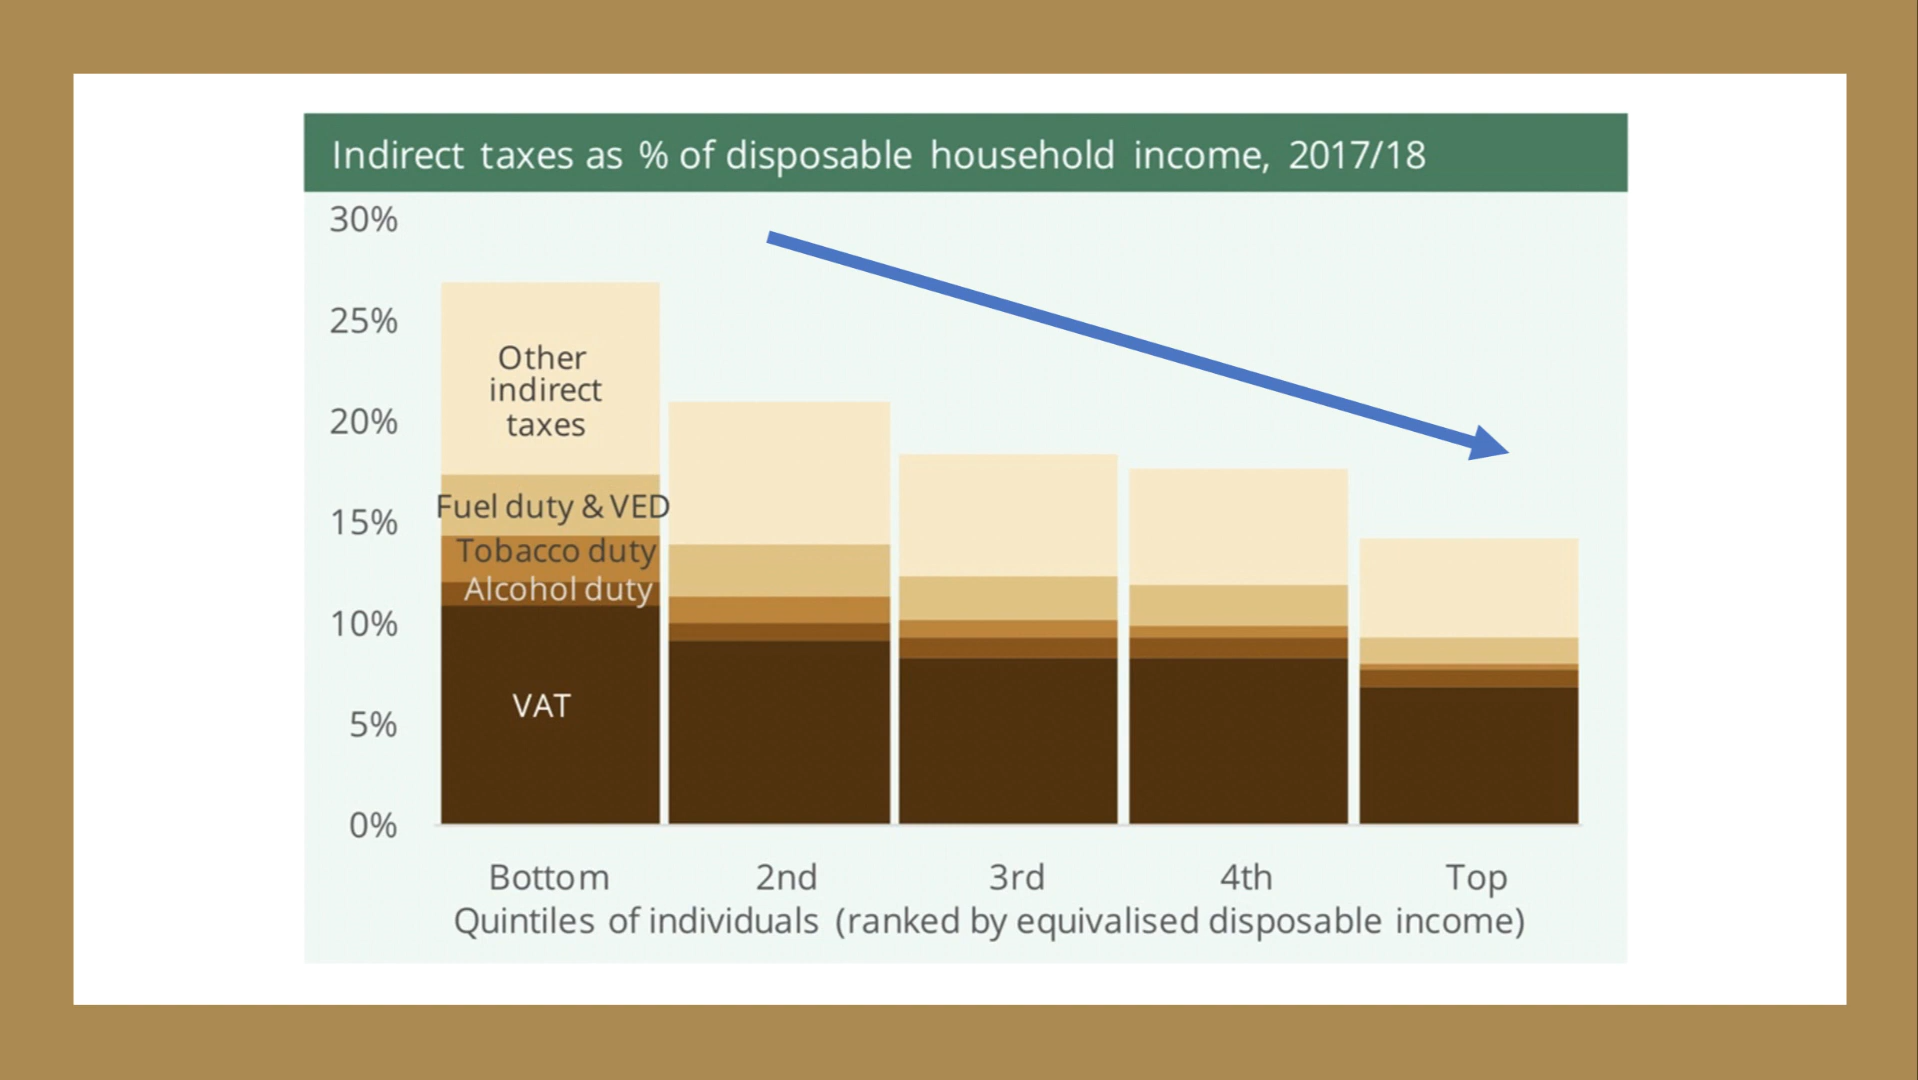 Indirect taxes as % of disposable household income, 2017/18
30%
25%
20%
15%
10%
5%
0%
Other
indirect
taxes
Fuel duty & VED
Tobacco duty
Alcohol duty
VAT
Bottom 2nd 3rd 4th Top
Quintiles of individuals (ranked by equivalised disposable income)